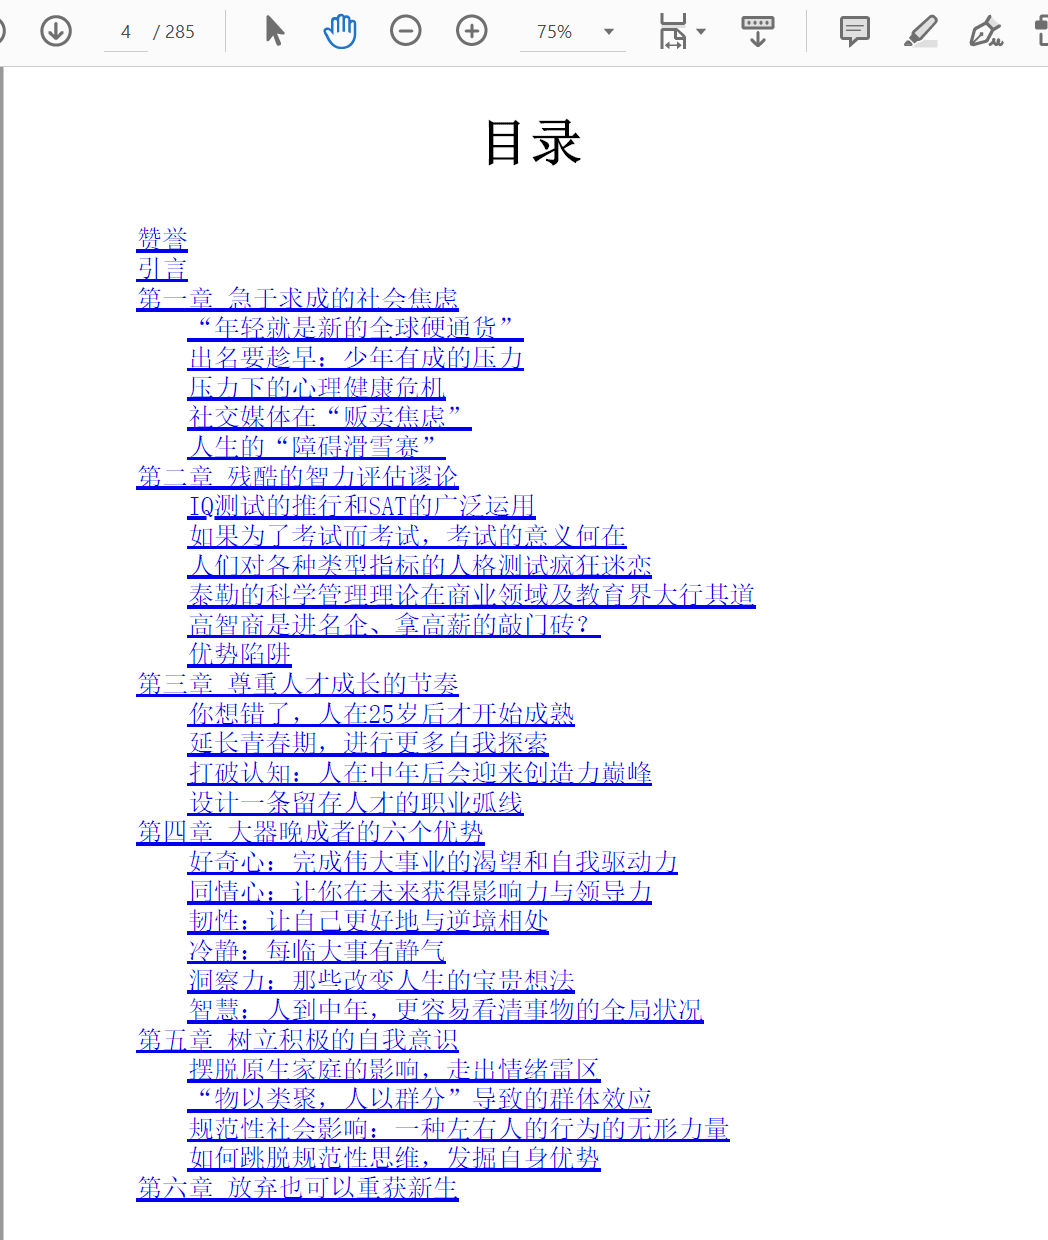 4 / 285 75%
目录
赞誉
引言
第一章 急于求成的社会焦虑
“年轻就是新的全球硬通货”
出名要趁早：少年有成的压力
压力下的心理健康危机
社交媒体在“贩卖焦虑”
人生的“障碍滑雪赛”
第二章 残酷的智力评估谬论
IQ测试的推行和SAT的广泛运用
如果为了考试而考试，考试的意义何在
人们对各种类型指标的人格测试疯狂迷恋
泰勒的科学管理理论在商业领域及教育界大行其道
高智商是进名企、拿高薪的敲门砖？
优势陷阱
第三章 尊重人才成长的节奏
你想错了，人在25岁后才开始成熟
延长青春期，进行更多自我探索
打破认知：人在中年后会迎来创造力巅峰
设计一条留存人才的职业弧线
第四章 大器晚成者的六个优势
好奇心：完成伟大事业的渴望和自我驱动力
同情心：让你在未来获得影响力与领导力
韧性：让自己更好地与逆境相处
冷静：每临大事有静气
洞察力：那些改变人生的宝贵想法
智慧：人到中年，更容易看清事物的全局状况
第五章 树立积极的自我意识
摆脱原生家庭的影响，走出情绪雷区
“物以类聚，人以群分”导致的群体效应
规范性社会影响：一种左右人的行为的无形力量
如何跳脱规范性思维，发掘自身优势
第六章 放弃也可以重获新生